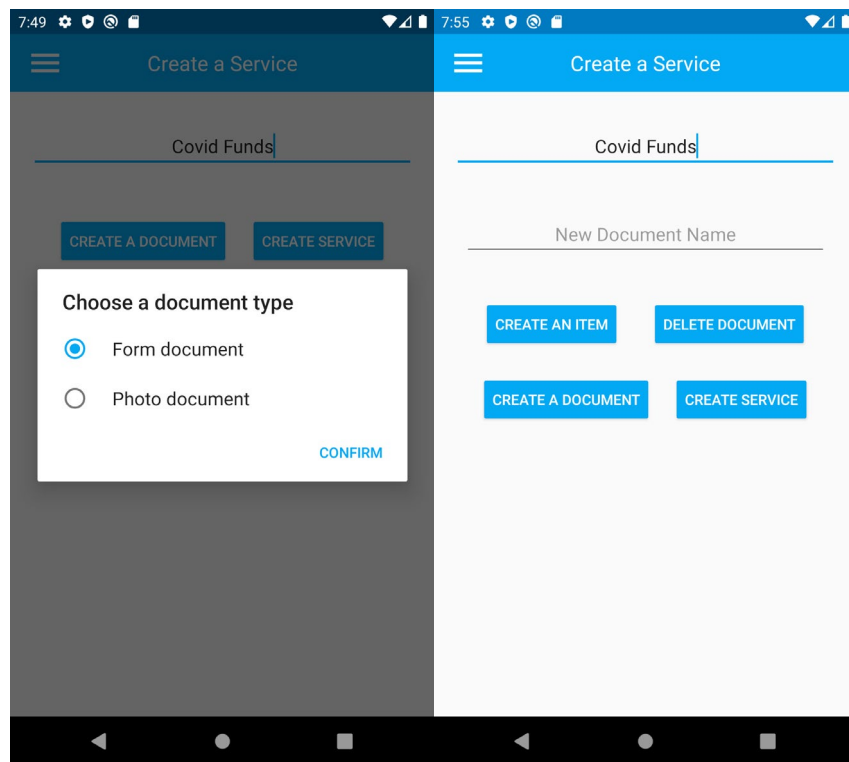 7:49
Create a Service
Covid Funds
CREATE A DOCUMENT CREATE SERVICE
Choose a document type
Form document
Photo document
CONFIRM
7:55
Create a Service
Covid Funds
New Document Name
CREATE AN ITEM DELETE DOCUMENT
CREATE A DOCUMENT CREATE SERVICE